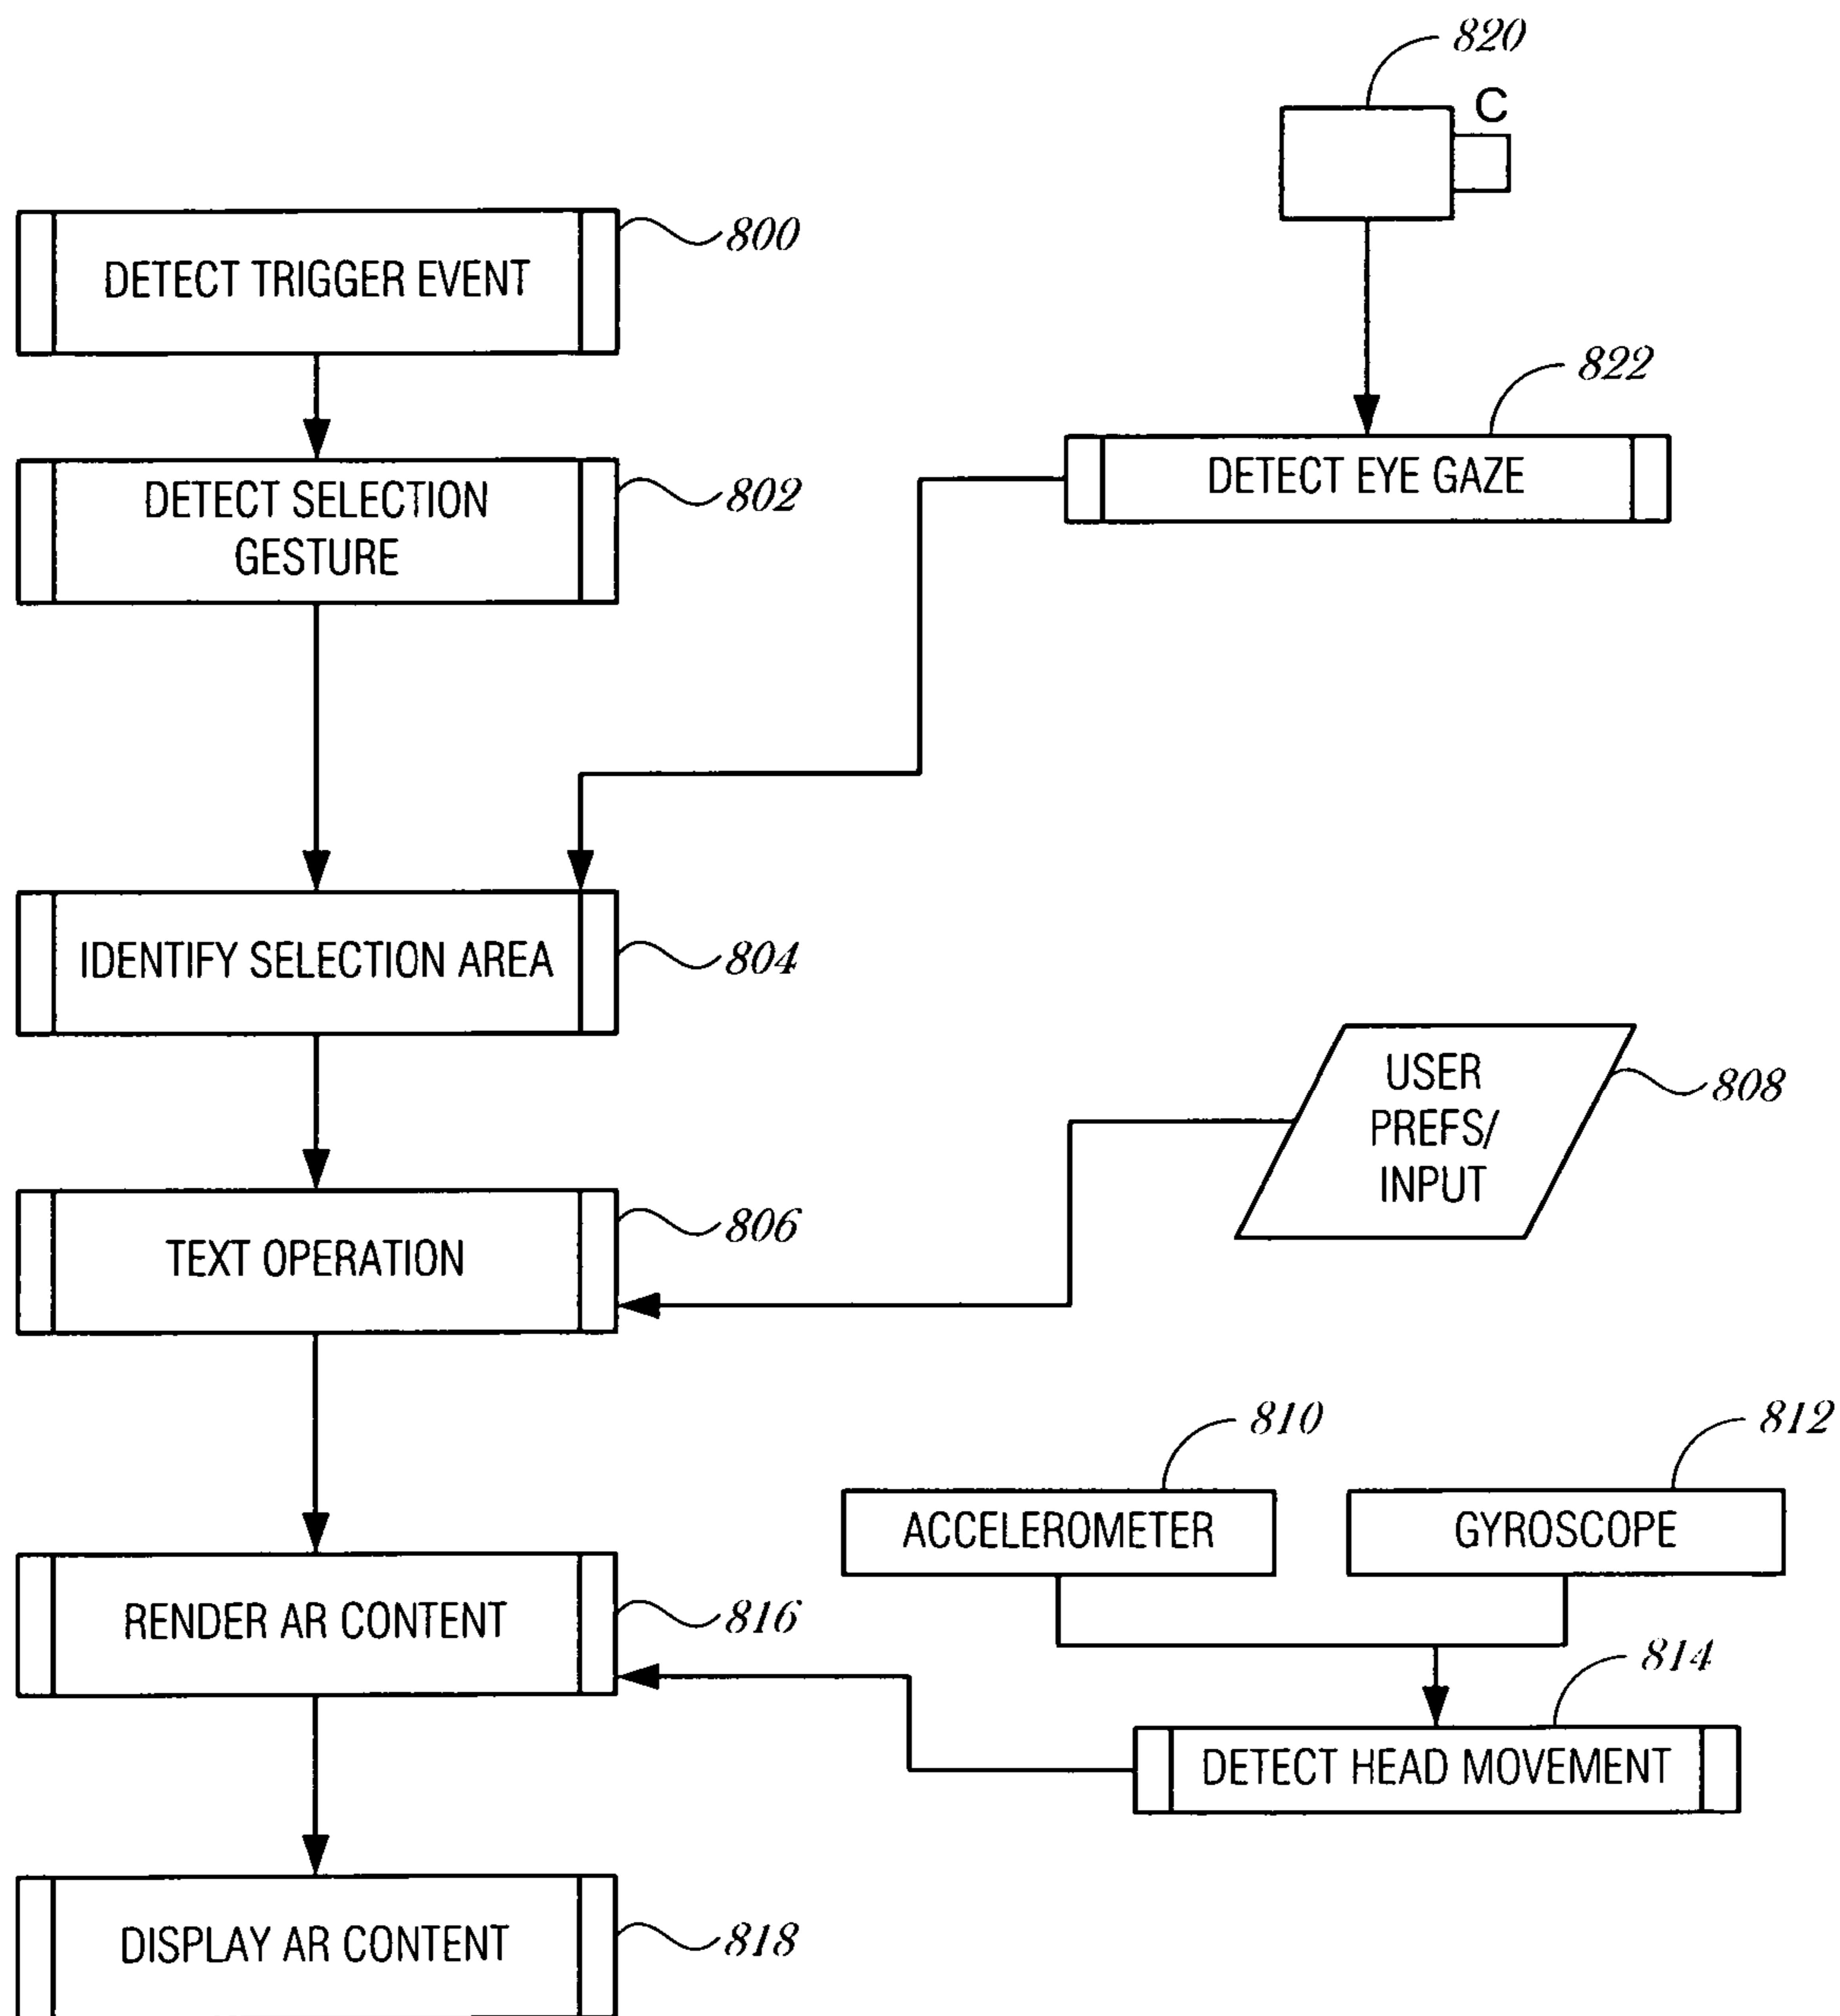 820
C
DETECT TRIGGER EVENT
800
822
DETECT SELECTION
GESTURE
802
DETECT EYE GAZE
IDENTIFY SELECTION AREA
804
USER
PREFS/
INPUT
808
TEXT OPERATION
806
810
812
ACCELEROMETER
GYROSCOPE
RENDER AR CONTENT
816
814
DETECT HEAD MOVEMENT
DISPLAY AR CONTENT
818